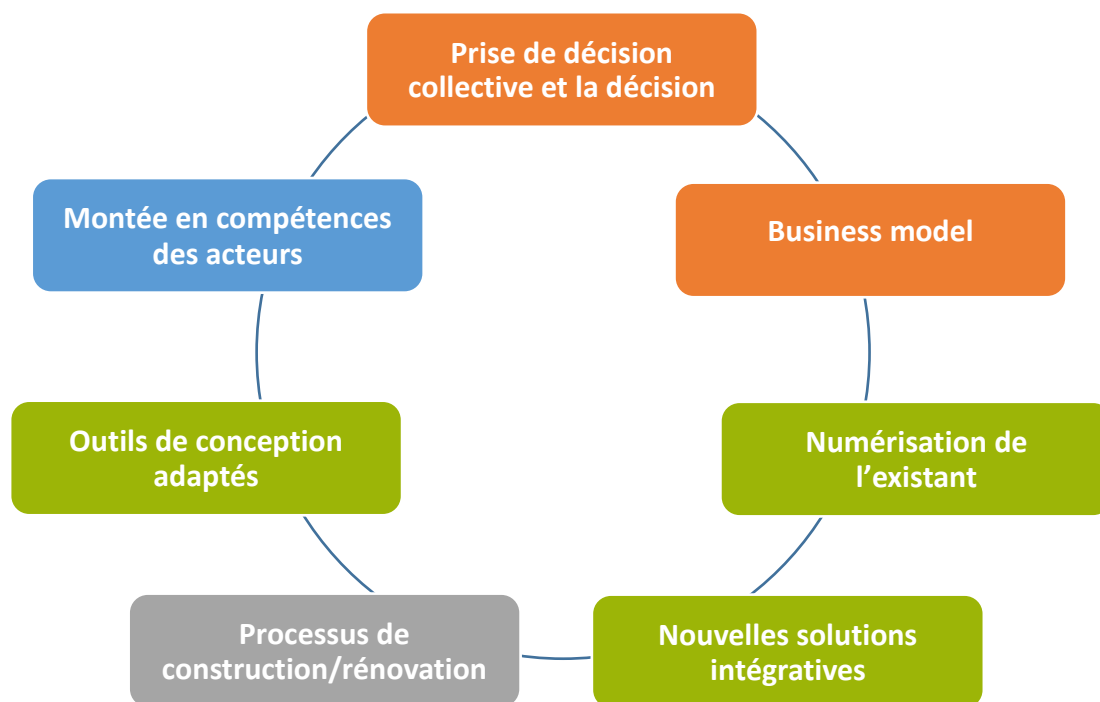 Prise de décision
collective et la décision
Montée en compétences
des acteurs
Business model
Outils de conception
adaptés
Numérisation de
l’existant
Processus de
construction/rénovation
Nouvelles solutions
intégratives